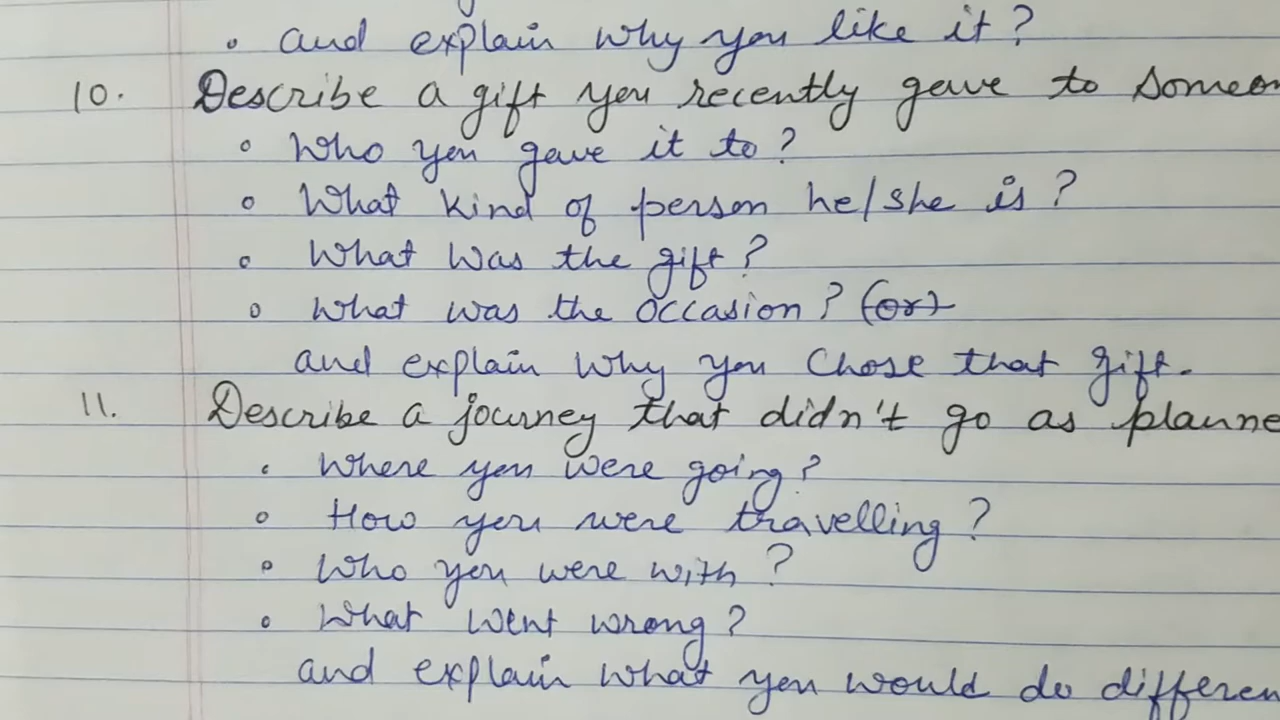 • and explain why you like it?
10. Describe a gift you recently gave to someon
• Who you gave it to?
• What kind of person he/she is?
• What was the gift?
• What was the occasion? (or)
and explain why you chose that gift.
11. Describe a journey that didn't go as planne
• Where you were going?
• How you were travelling?
• Who you were with?
• What went wrong?
and explain what you would do differen